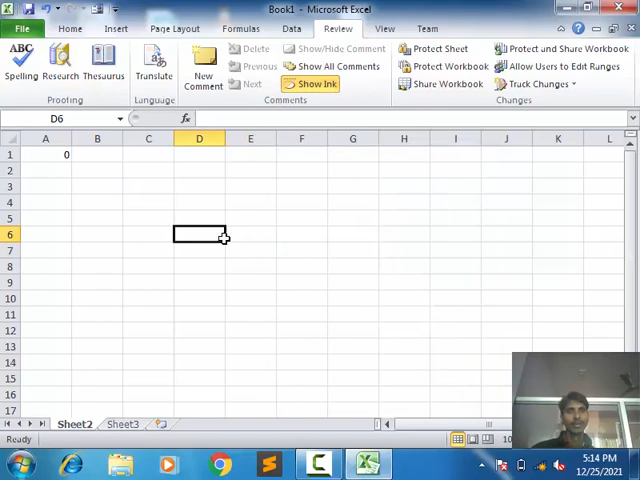 Book1 - Microsoft Excel
File Home Insert Page Layout Formulas Data Review View Team
ABC Spelling Research Thesaurus Translate New Comment Delete Previous Next Show/Hide Comment Show All Comments Show Ink Protect Sheet Protect Workbook Share Workbook Protect and Share Workbook Allow Users to Edit Ranges Track Changes
Proofing Language Comments Changes
D6 fx
A B C D E F G H I J K L
1 0
2
3
4
5
6
7
8
9
10
11
12
13
14
15
16
17
Sheet2 Sheet3
Ready 10
5:14 PM
12/25/2021